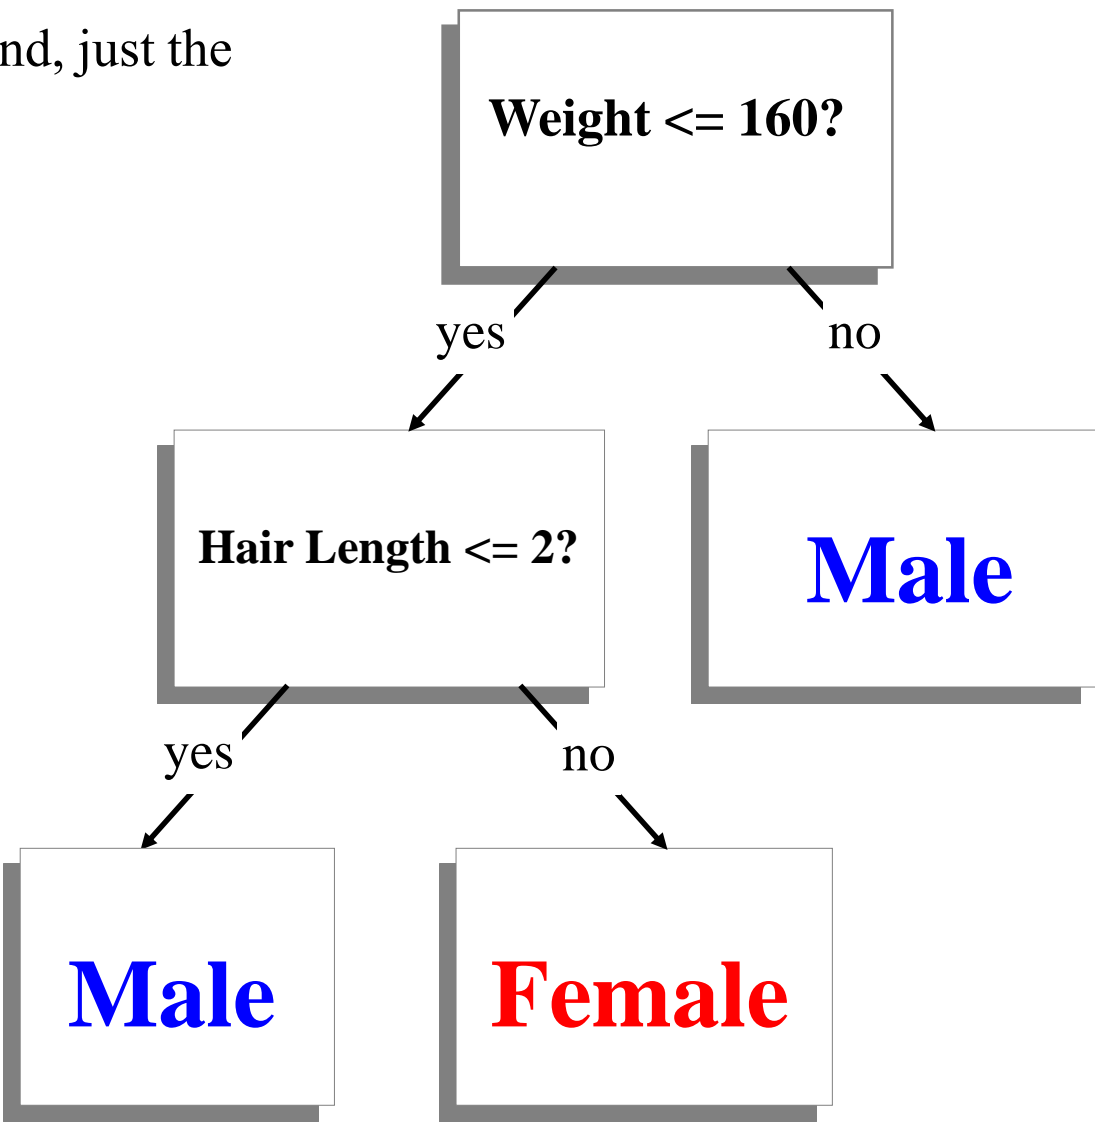 nd, just the
Weight <= 160?
yes
no
Hair Length <= 2?
Male
yes
no
Male
Female